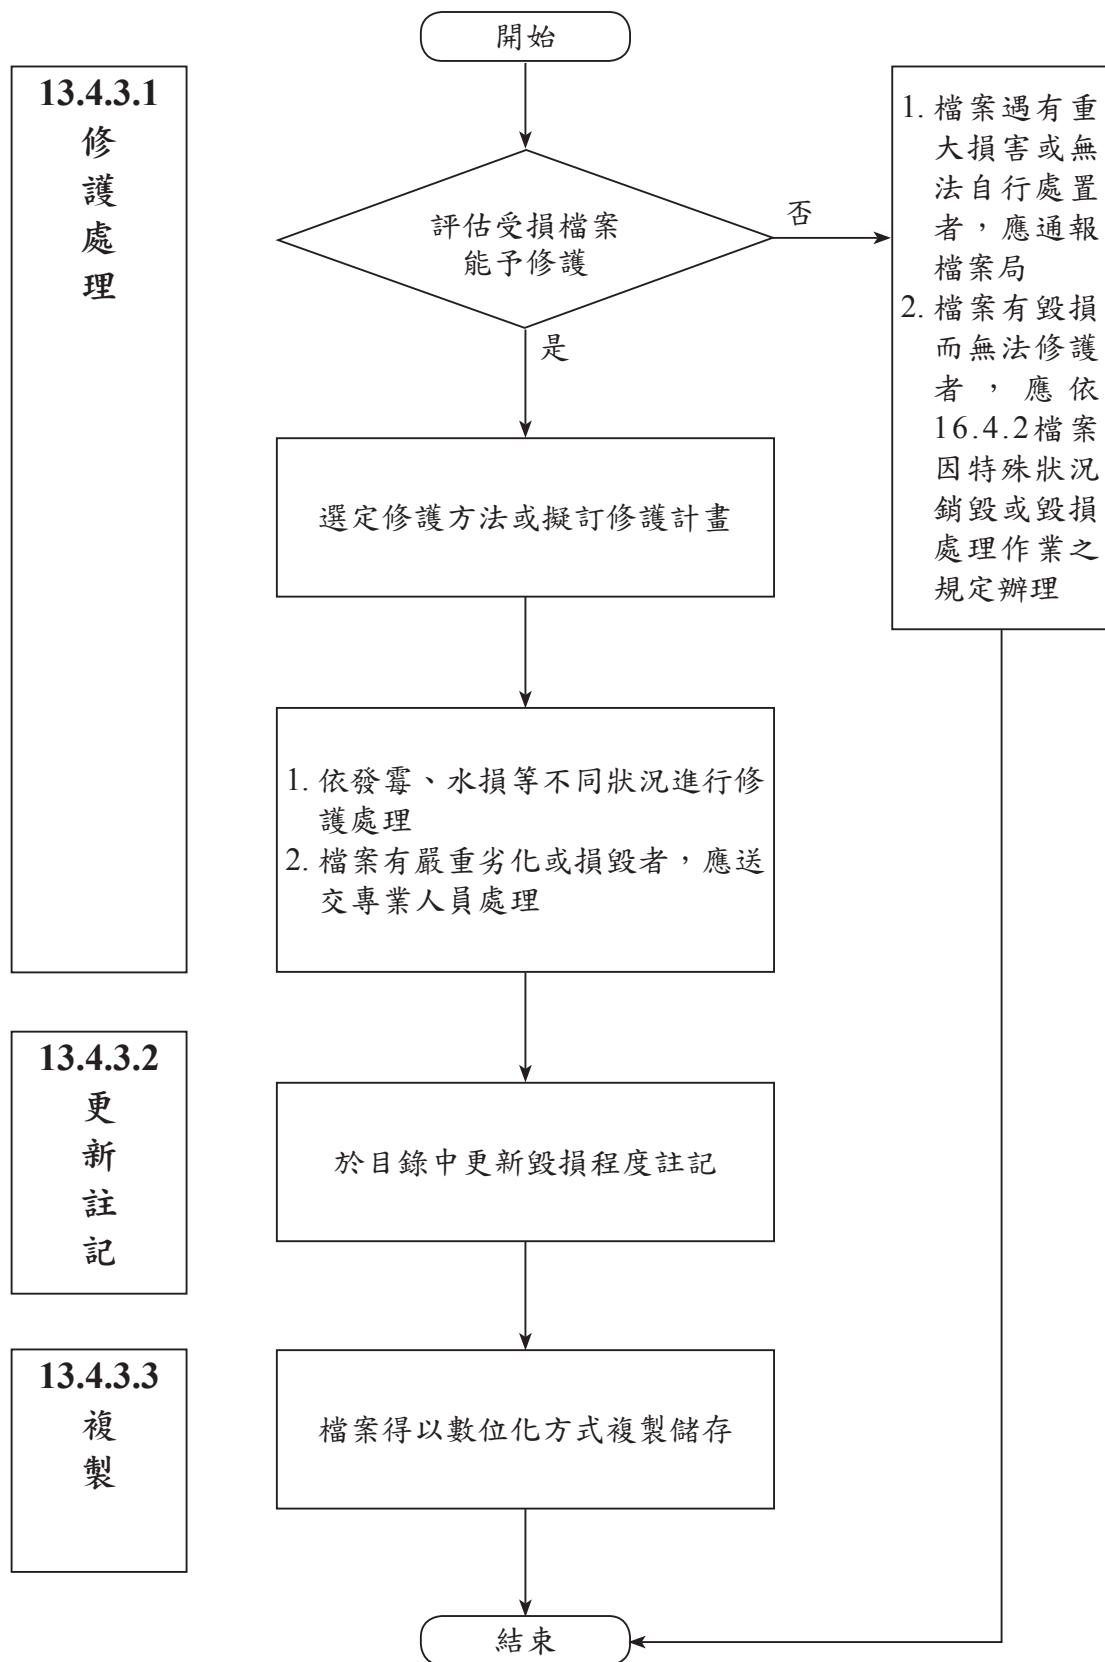 開始
13.4.3.1
修
護
處
理
評估受損檔案
能予修護
否
是
1. 檔案遇有重
大損害或無
法自行處置
者，應通報
檔案局
2. 檔案有毀損
而無法修護
者，應依
16.4.2檔案
因特殊狀況
銷毀或毀損
處理作業之
規定辦理
選定修護方法或擬訂修護計畫
1. 依發霉、水損等不同狀況進行修
護處理
2. 檔案有嚴重劣化或損毀者，應送
交專業人員處理
13.4.3.2
更
新
註
記
於目錄中更新毀損程度註記
13.4.3.3
複
製
檔案得以數位化方式複製儲存
結束